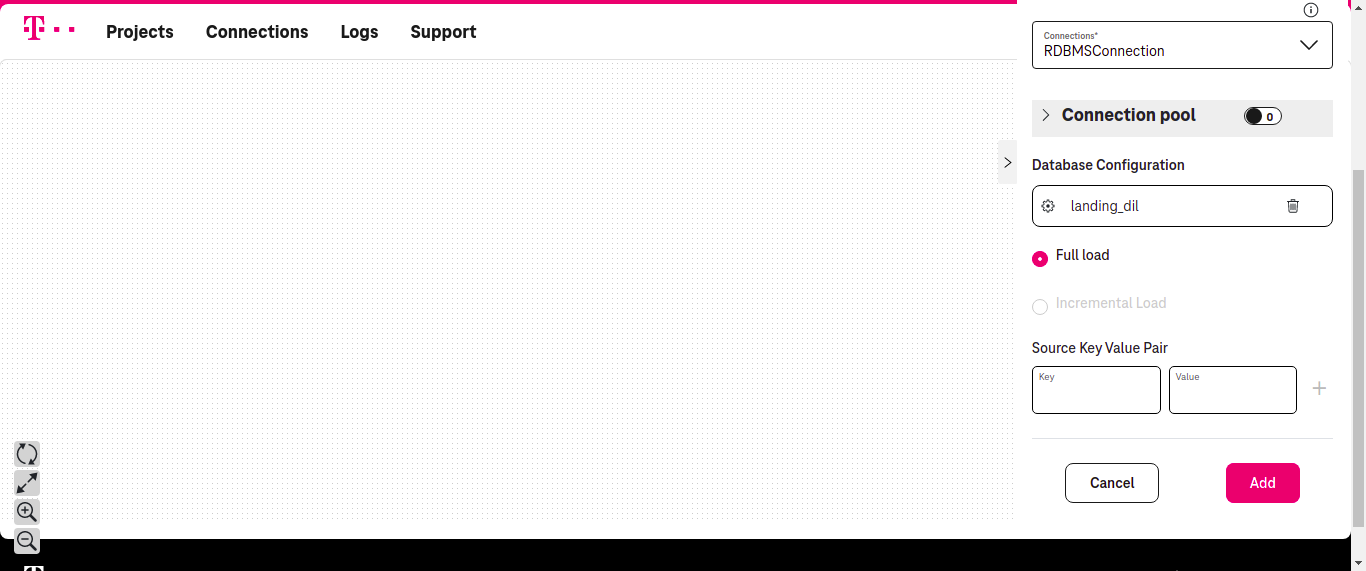 T
Projects
Connections
Logs
Support
Connections*
RDBMSConnection
Connection pool
0
Database Configuration
landing_dil
Full load
Incremental Load
Source Key Value Pair
Key
Value
Cancel
Add